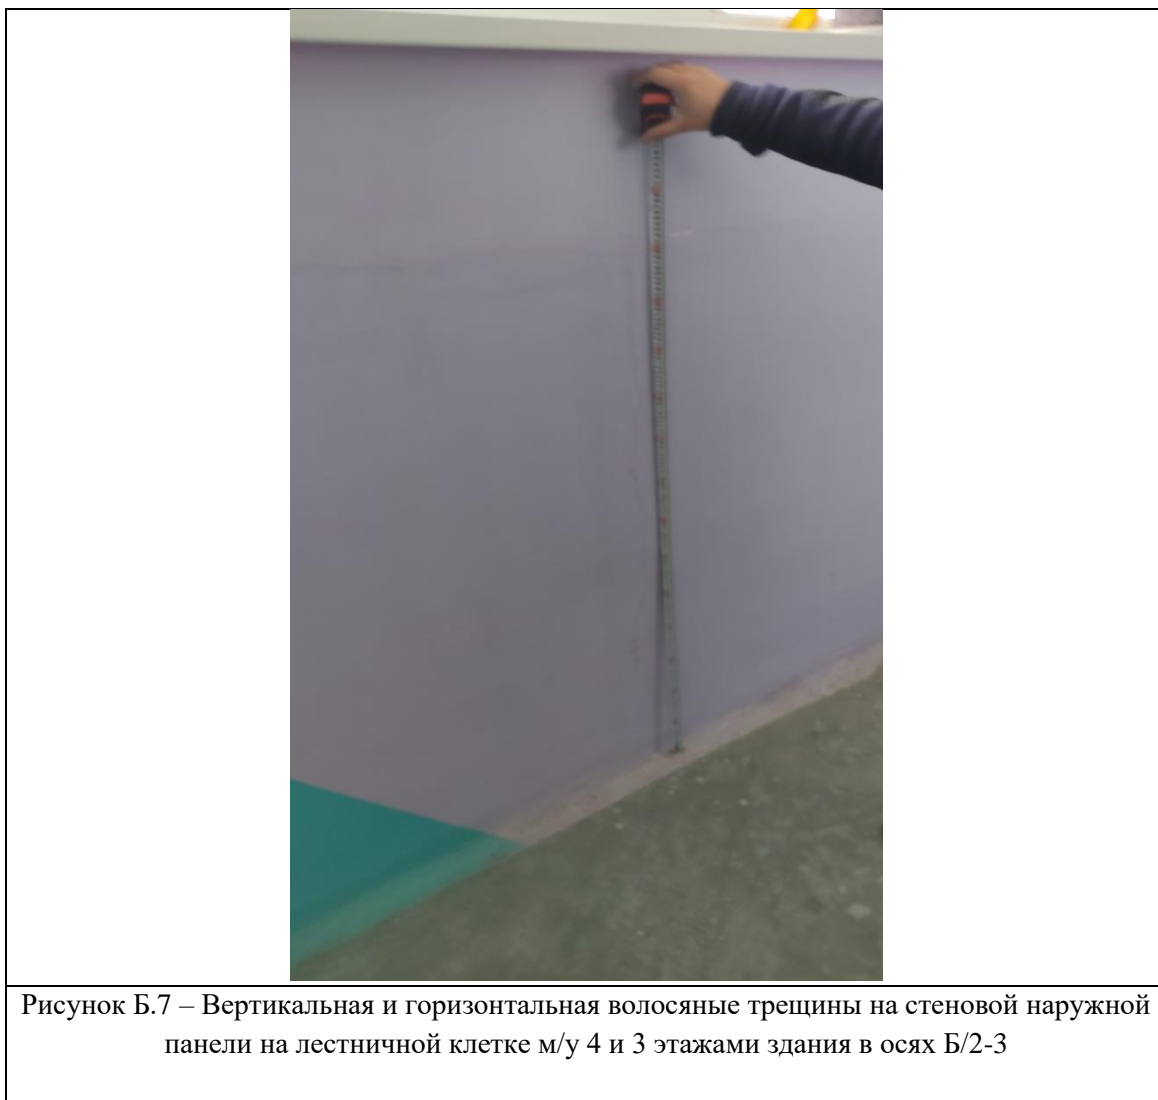 Рисунок Б.7 – Вертикальная и горизонтальная волосяные трещины на стеновой наружной
панели на лестничной клетке м/у 4 и 3 этажами здания в осях Б/2-3